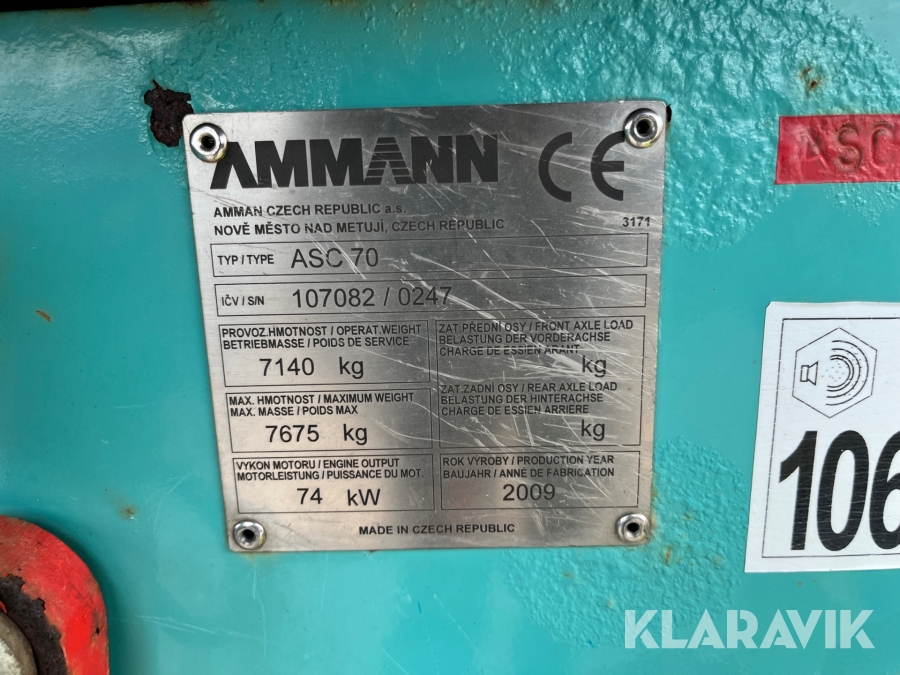 AMMANN CE
AMMAN CZECH REPUBLIC a.s.
NOVĚ MĚSTO NAD METUJÍ, CZECH REPUBLIC 3171
TYP / TYPE ASC 70
IČV / S/N 107082 / 0247
PROVOZ.HMOTNOST / OPERAT.WEIGHT
BETRIEBMASSE / POIDS DE SERVICE
7140 kg
ZAT.PŘEDNÍ OSY / FRONT AXLE LOAD
BELASTUNG DER VORDERACHSE
CHARGE DE ESSIEN AVANT
kg
MAX. HMOTNOST / MAXIMUM WEIGHT
MAX. MASSE / POIDS MAX
7675 kg
ZAT.ZADNÍ OSY / REAR AXLE LOAD
BELASTUNG DER HINTERACHSE
CHARGE DE ESSIEN ARRIERE
kg
VYKON MOTORU / ENGINE OUTPUT
MOTORLEISTUNG / PUISSANCE DU MOT.
74 kW
ROK VÝROBY / PRODUCTION YEAR
BAUJAHR / ANNE DE FABRICATION
2009
MADE IN CZECH REPUBLIC
ASC
106
KLARAVIK